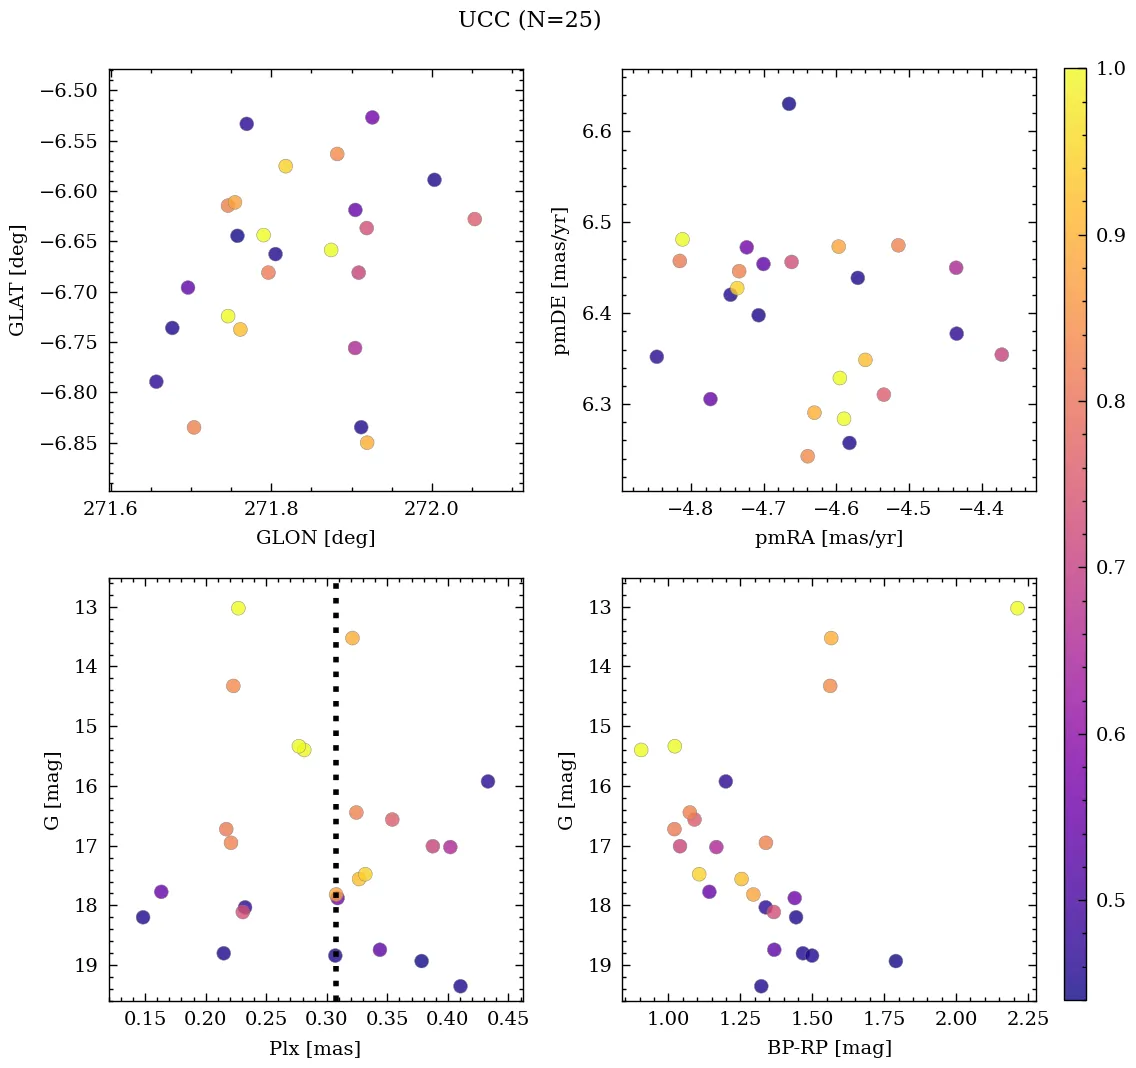 UCC (N=25)
−6.50
−6.55
−6.60
−6.65
−6.70
−6.75
−6.80
−6.85
GLAT [deg]
271.6 271.8 272.0
GLON [deg]
6.6
6.5
6.4
6.3
pmDE [mas/yr]
−4.8 −4.7 −4.6 −4.5 −4.4
pmRA [mas/yr]
1.0
0.9
0.8
0.7
0.6
0.5
13
14
15
16
17
18
19
G [mag]
0.15 0.20 0.25 0.30 0.35 0.40 0.45
Plx [mas]
13
14
15
16
17
18
19
G [mag]
1.00 1.25 1.50 1.75 2.00 2.25
BP-RP [mag]